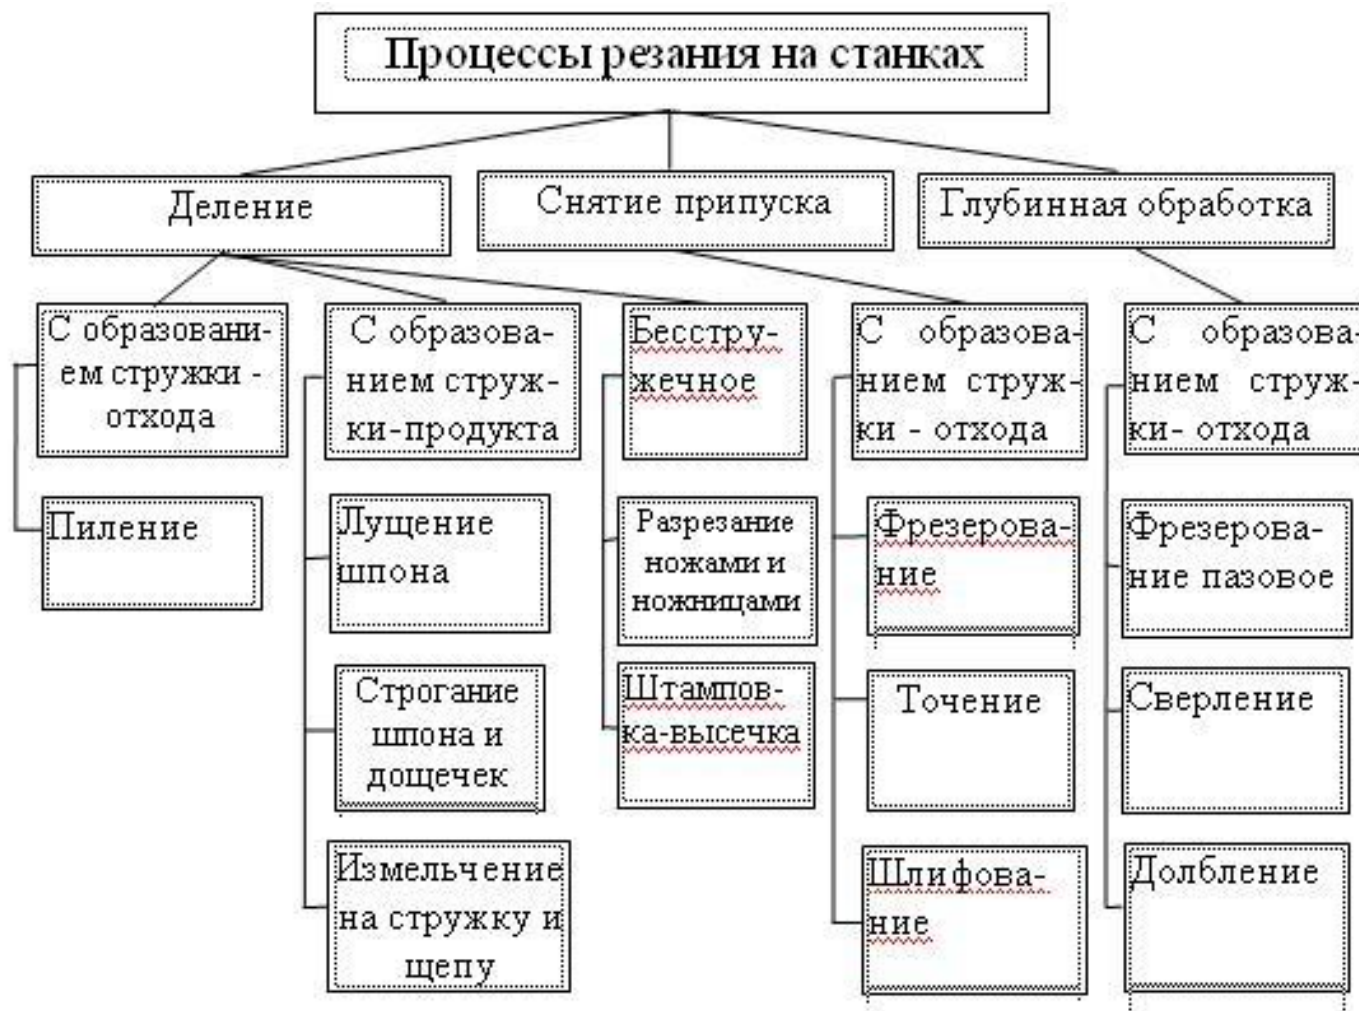 Процессы резания на станках
Деление
Снятие припуска
Глубинная обработка
С образовани-
ем стружки -
отхода
С образова-
нием струж-
ки-продукта
Бесстру-
жечное
С образова-
нием струж-
ки - отхода
С образова-
нием струж-
ки- отхода
Пиление
Лущение
шпона
Разрезание
ножами и
ножницами
Фрезерова-
ние
Фрезерова-
ние пазовое
Строгание
шпона и
дощечек
Штампов-
ка-высечка
Точение
Сверление
Измельчение
на стружку и
щепу
Шлифова-
ние
Долбление